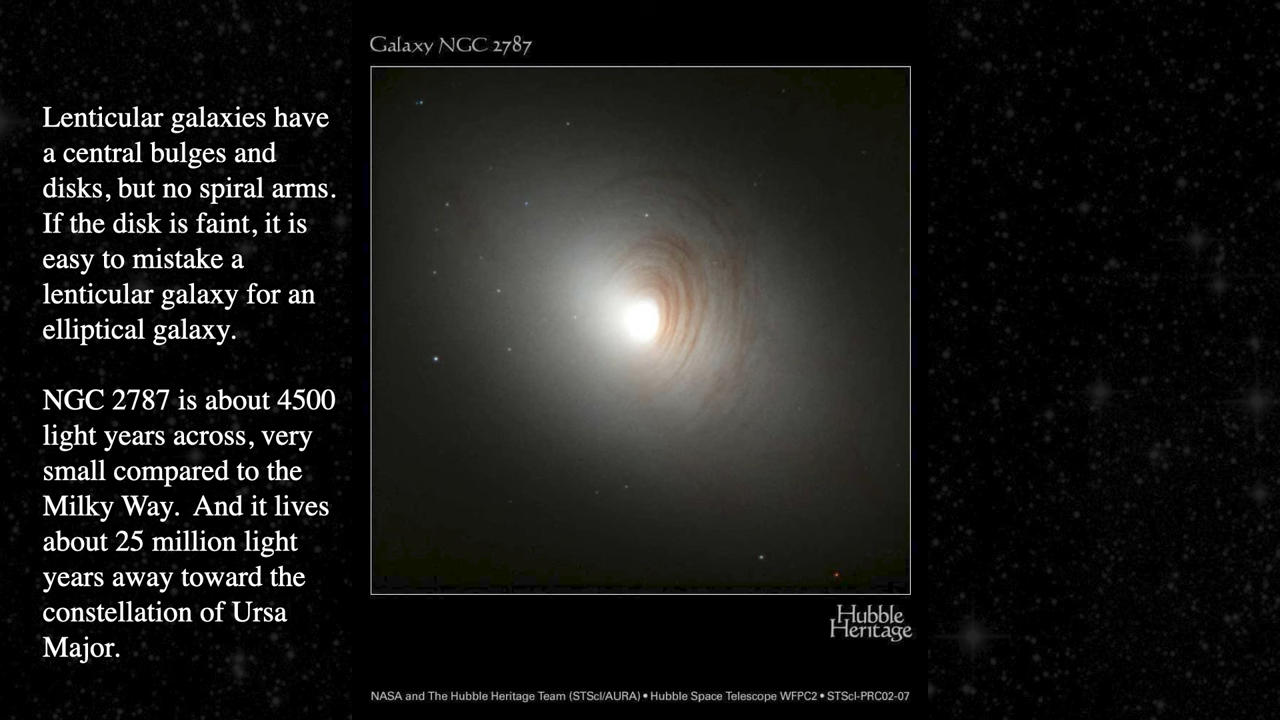 Galaxy NGC 2787
Lenticular galaxies have
a central bulges and
disks, but no spiral arms.
If the disk is faint, it is
easy to mistake a
lenticular galaxy for an
elliptical galaxy.
NGC 2787 is about 4500
light years across, very
small compared to the
Milky Way.  And it lives
about 25 million light
years away toward the
constellation of Ursa
Major.
Hubble
Heritage
NASA and The Hubble Heritage Team (STScI/AURA) • Hubble Space Telescope WFPC2 • STScI-PRC02-07